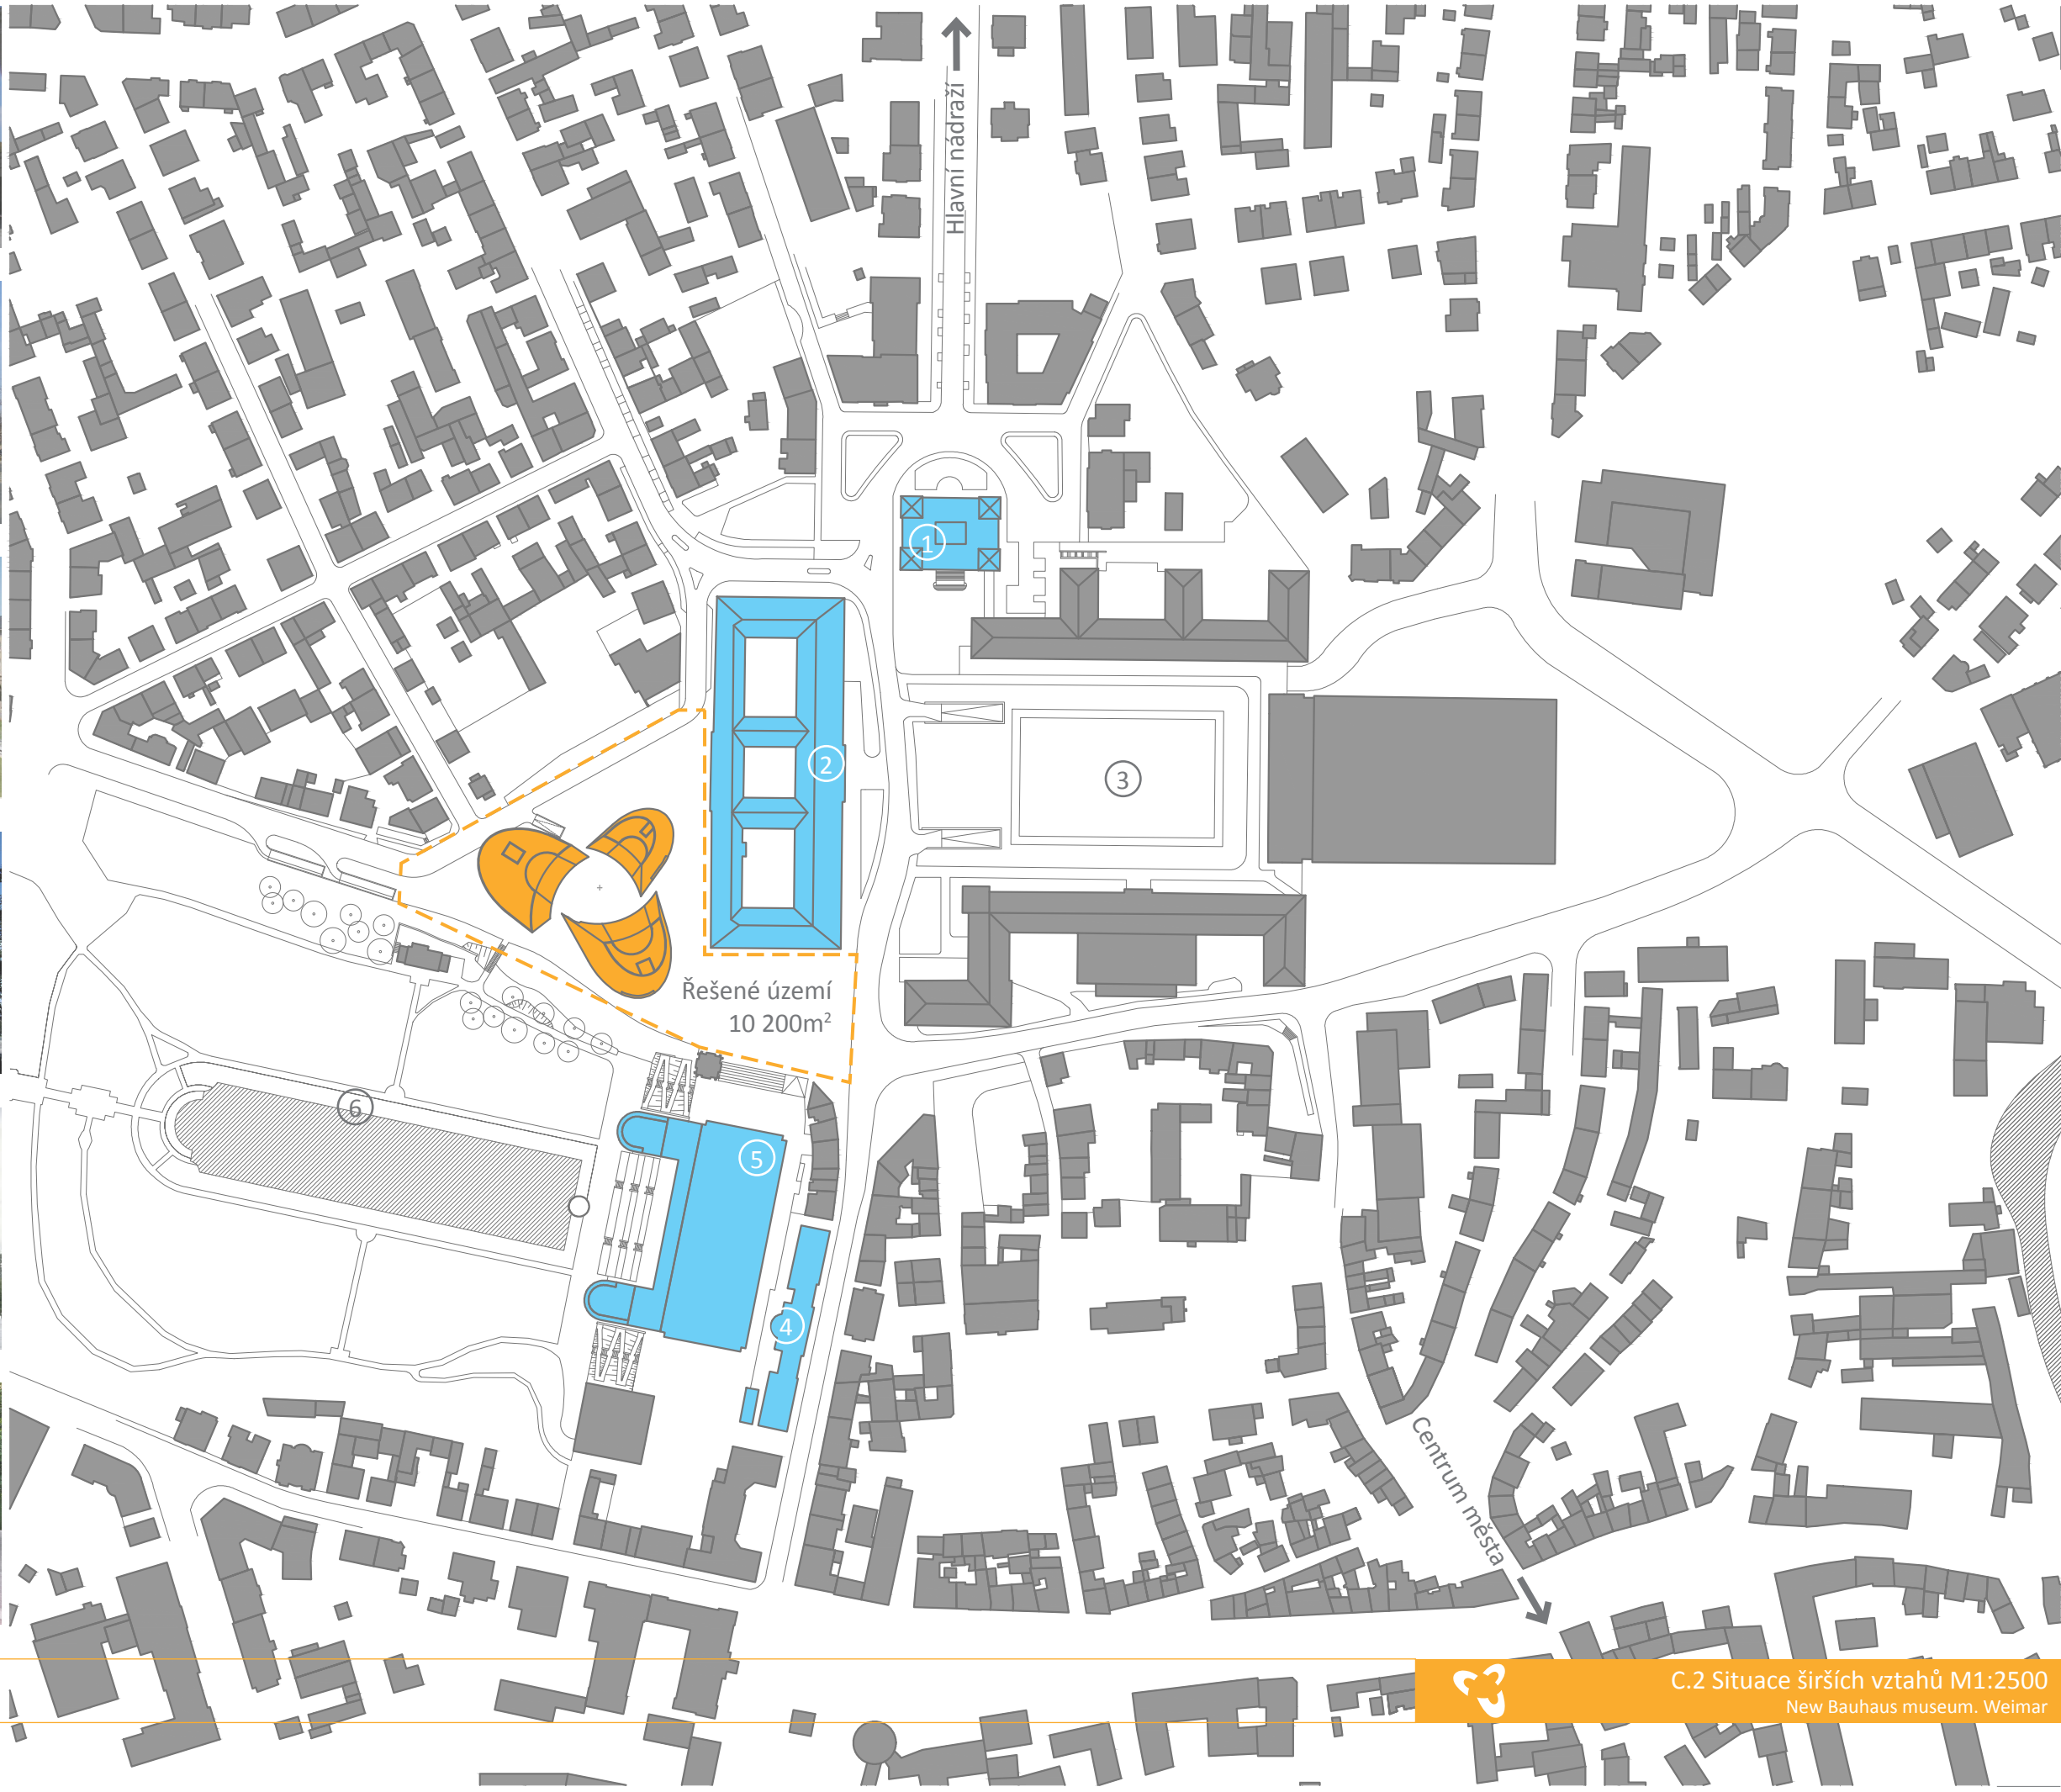 Hlavní nádraží
1
2
3
Řešené území
10 200m²
6
5
4
Centrum města
C.2 Situace širších vztahů M1:2500
New Bauhaus museum. Weimar